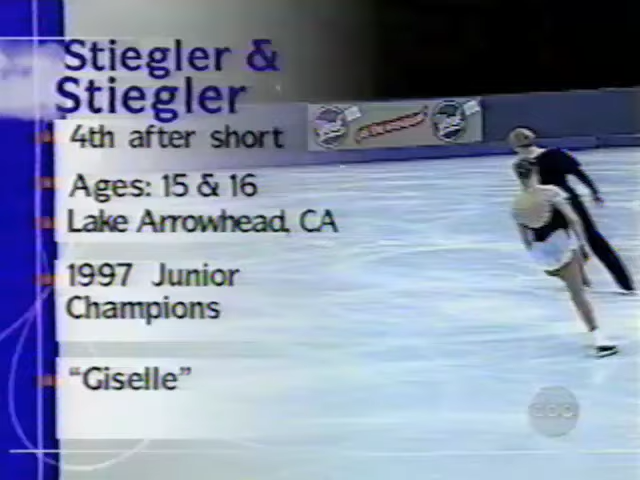 Stiegler &
Stiegler
4th after short
Ages: 15 & 16
Lake Arrowhead, CA
1997 Junior
Champions
"Giselle"
abc